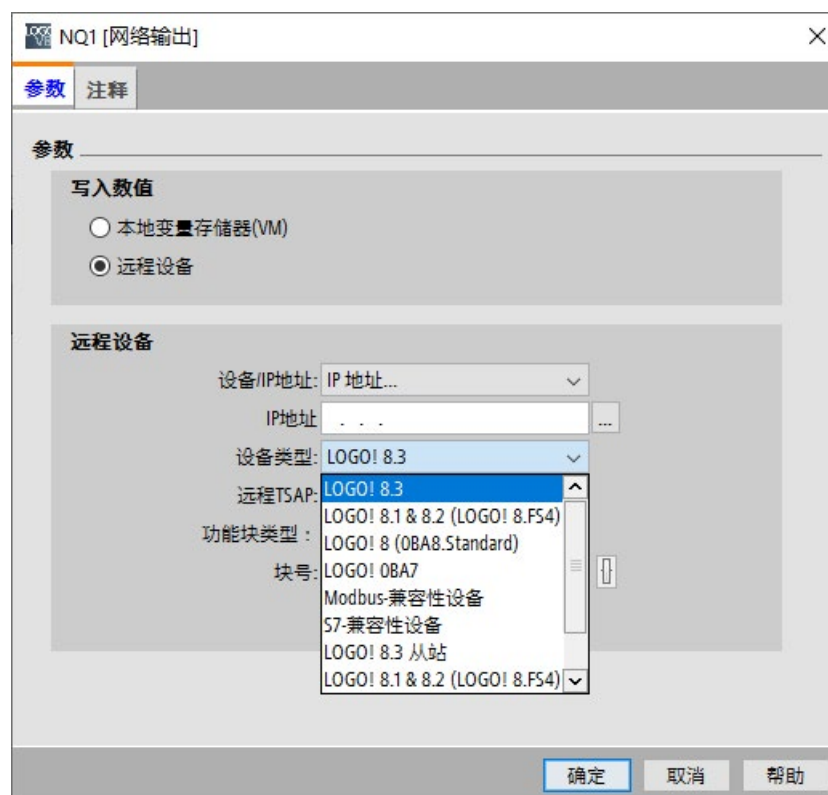 NQ1 [网络输出]
参数 注释
参数
写入数值
本地变量存储器(VM)
远程设备
远程设备
设备/IP地址: IP 地址...
IP地址 . . . ...
设备类型: LOGO! 8.3
远程TSAP: LOGO! 8.3
LOGO! 8.1 & 8.2 (LOGO! 8.FS4)
功能块类型： LOGO! 8 (0BA8.Standard)
块号: LOGO! 0BA7
Modbus-兼容性设备
S7-兼容性设备
LOGO! 8.3 从站
LOGO! 8.1 & 8.2 (LOGO! 8.FS4)
确定 取消 帮助